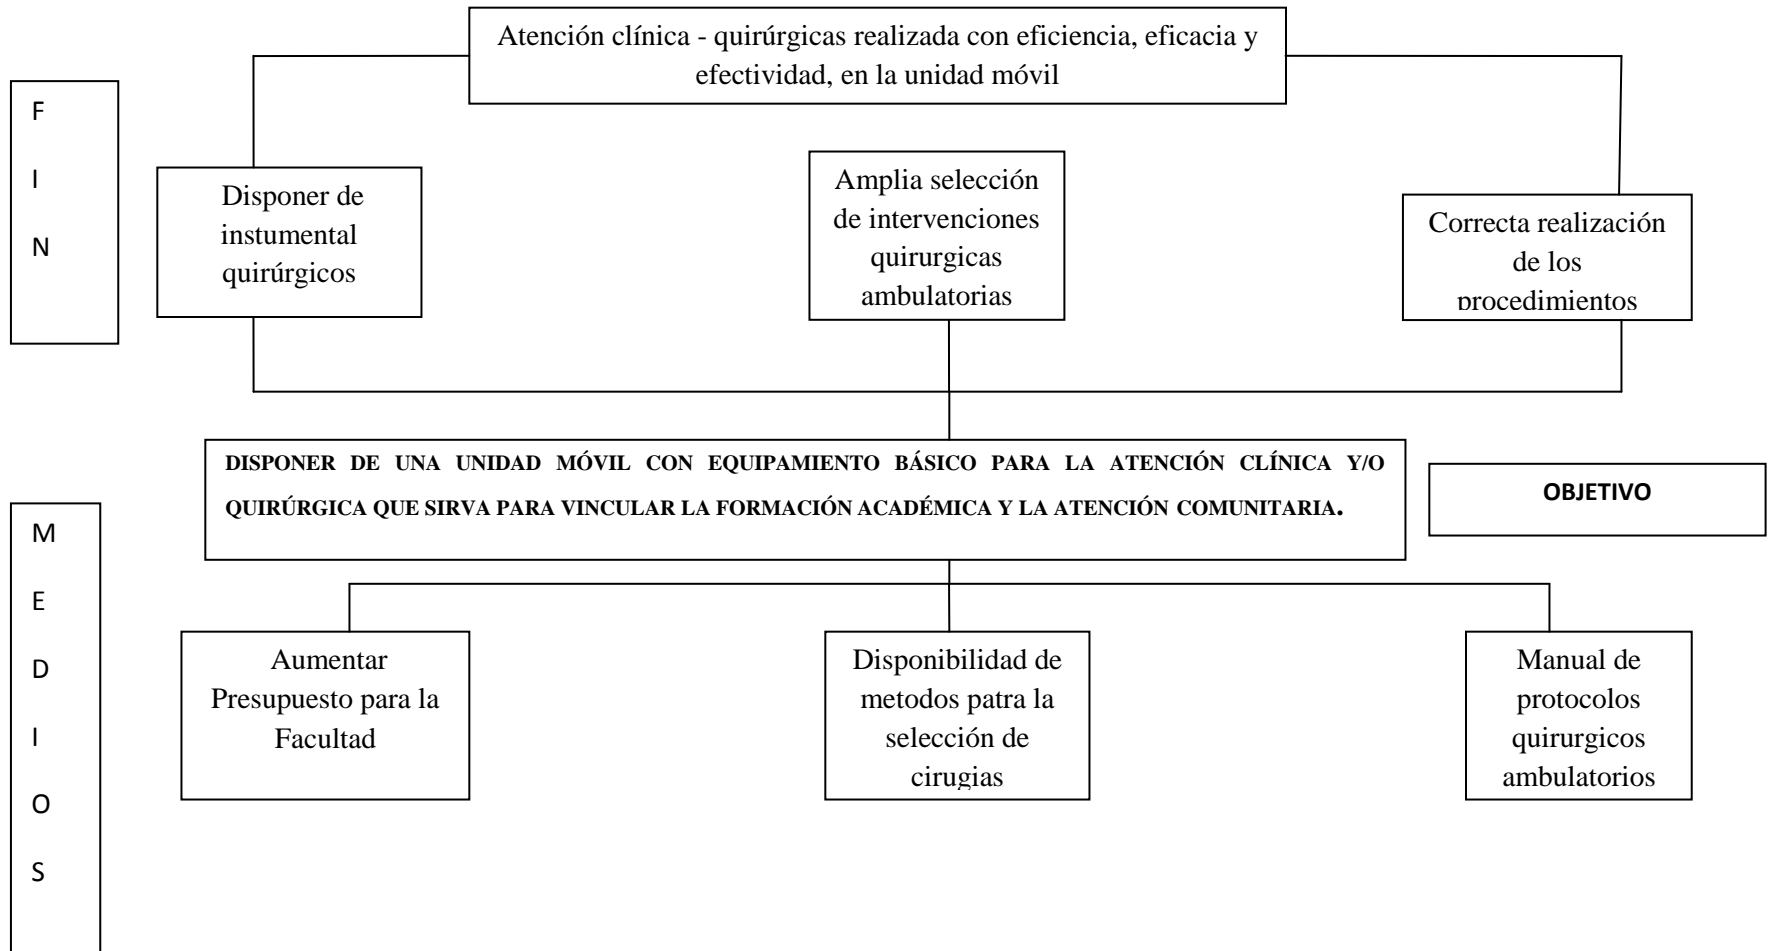 Atención clínica - quirúrgicas realizada con eficiencia, eficacia y
efectividad, en la unidad móvil
F
I
N
Disponer de
instumental
quirúrgicos
Amplia selección
de intervenciones
quirurgicas
ambulatorias
Correcta realización
de los
procedimientos
DISPONER DE UNA UNIDAD MÓVIL CON EQUIPAMIENTO BÁSICO PARA LA ATENCIÓN CLÍNICA Y/O
QUIRÚRGICA QUE SIRVA PARA VINCULAR LA FORMACIÓN ACADÉMICA Y LA ATENCIÓN COMUNITARIA.
OBJETIVO
M
E
D
I
O
S
Aumentar
Presupuesto para la
Facultad
Disponibilidad de
metodos patra la
selección de
cirugias
Manual de
protocolos
quirurgicos
ambulatorios